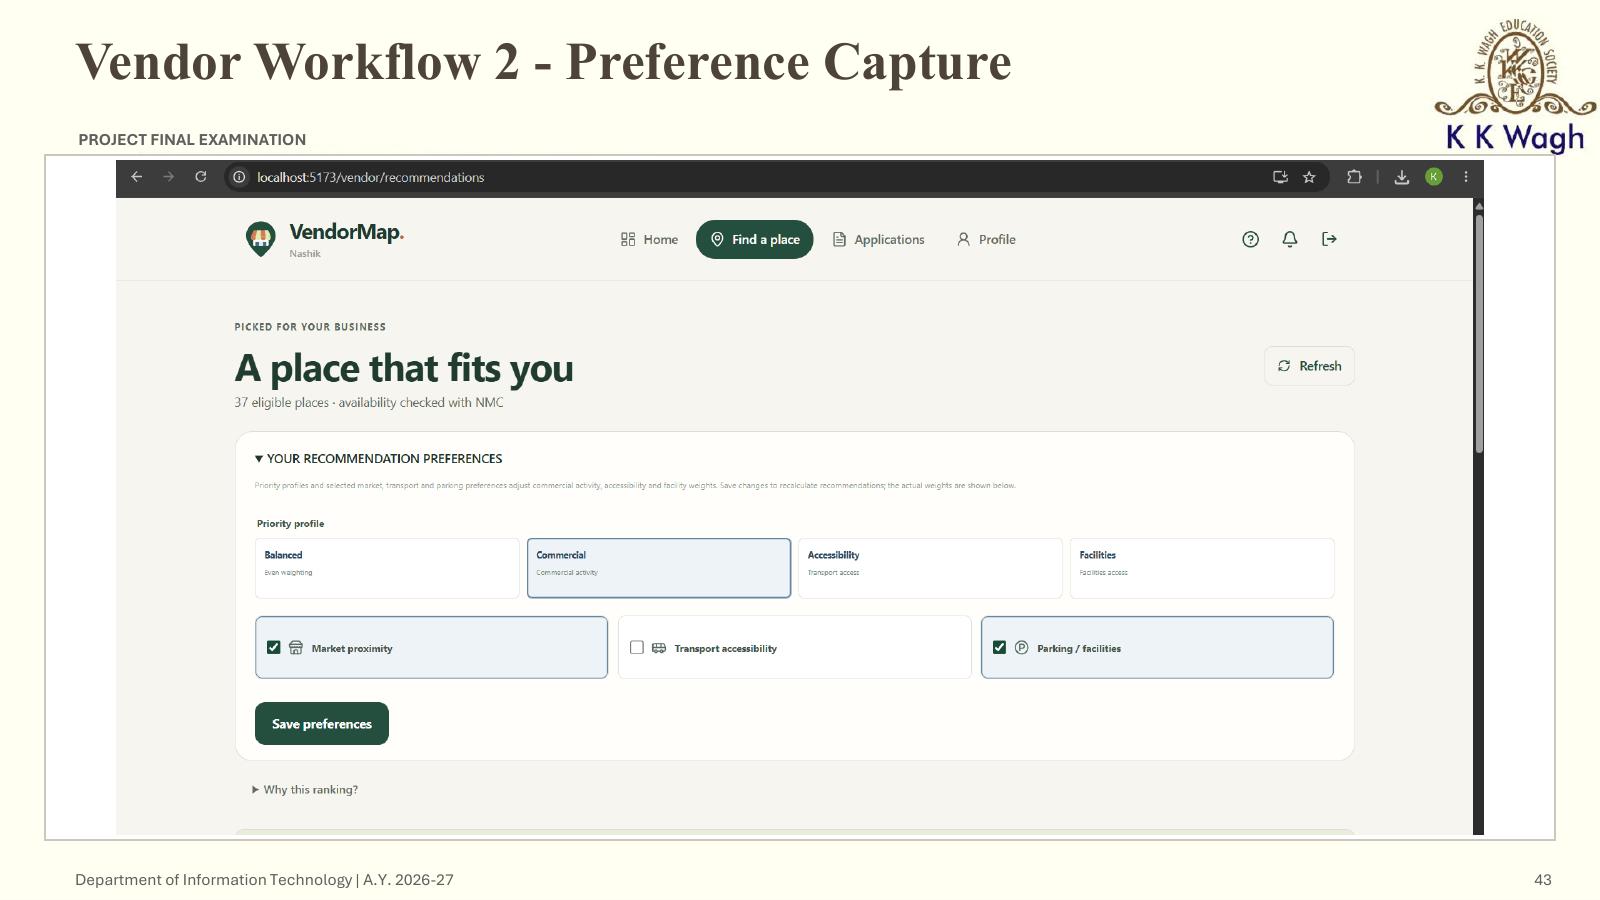 Vendor Workflow 2 - Preference Capture
K. K. WAGH EDUCATION SOCIETY
K K Wagh
PROJECT FINAL EXAMINATION
localhost:5173/vendor/recommendations
K
VendorMap.
Nashik
Home
Find a place
Applications
Profile
PICKED FOR YOUR BUSINESS
A place that fits you
Refresh
37 eligible places · availability checked with NMC
▼ YOUR RECOMMENDATION PREFERENCES
Priority profiles and selected market, transport and parking preferences adjust commercial activity, accessibility and facility weights. Save changes to recalculate recommendations; the actual weights are shown below.
Priority profile
Balanced
Even weighting
Commercial
Commercial activity
Accessibility
Transport access
Facilities
Facilities access
Market proximity
Transport accessibility
Parking / facilities
Save preferences
▶ Why this ranking?
Department of Information Technology | A.Y. 2026-27
43